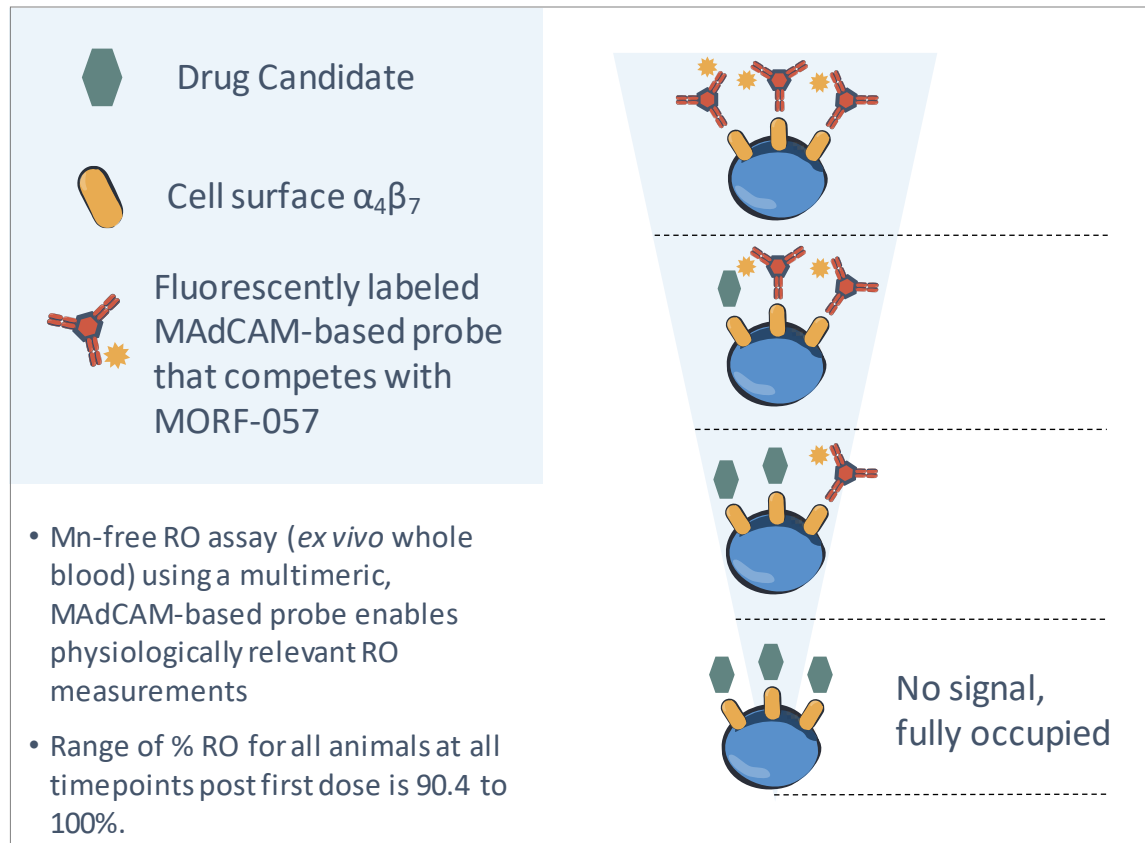 Drug Candidate
Cell surface α₄β₇
Fluorescently labeled
MAdCAM-based probe
that competes with
MORF-057
• Mn-free RO assay (ex vivo whole
blood) using a multimeric,
MAdCAM-based probe enables
physiologically relevant RO
measurements
• Range of % RO for all animals at all
timepoints post first dose is 90.4 to
100%.
No signal,
fully occupied